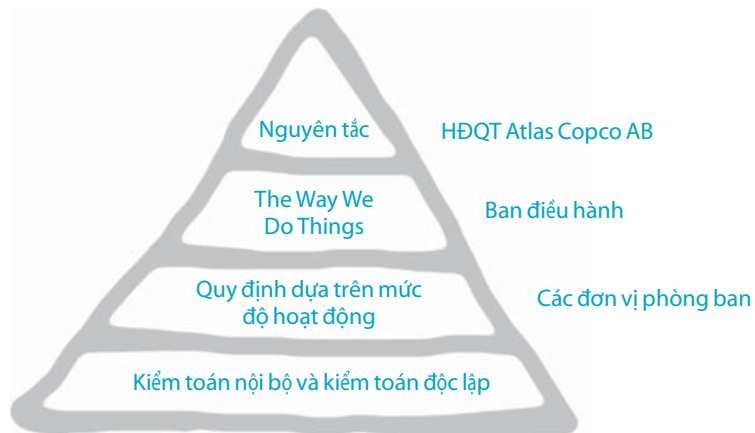 Nguyên tắc
HĐQT Atlas Copco AB
The Way We
Do Things
Ban điều hành
Quy định dựa trên mức
độ hoạt động
Các đơn vị phòng ban
Kiểm toán nội bộ và kiểm toán độc lập